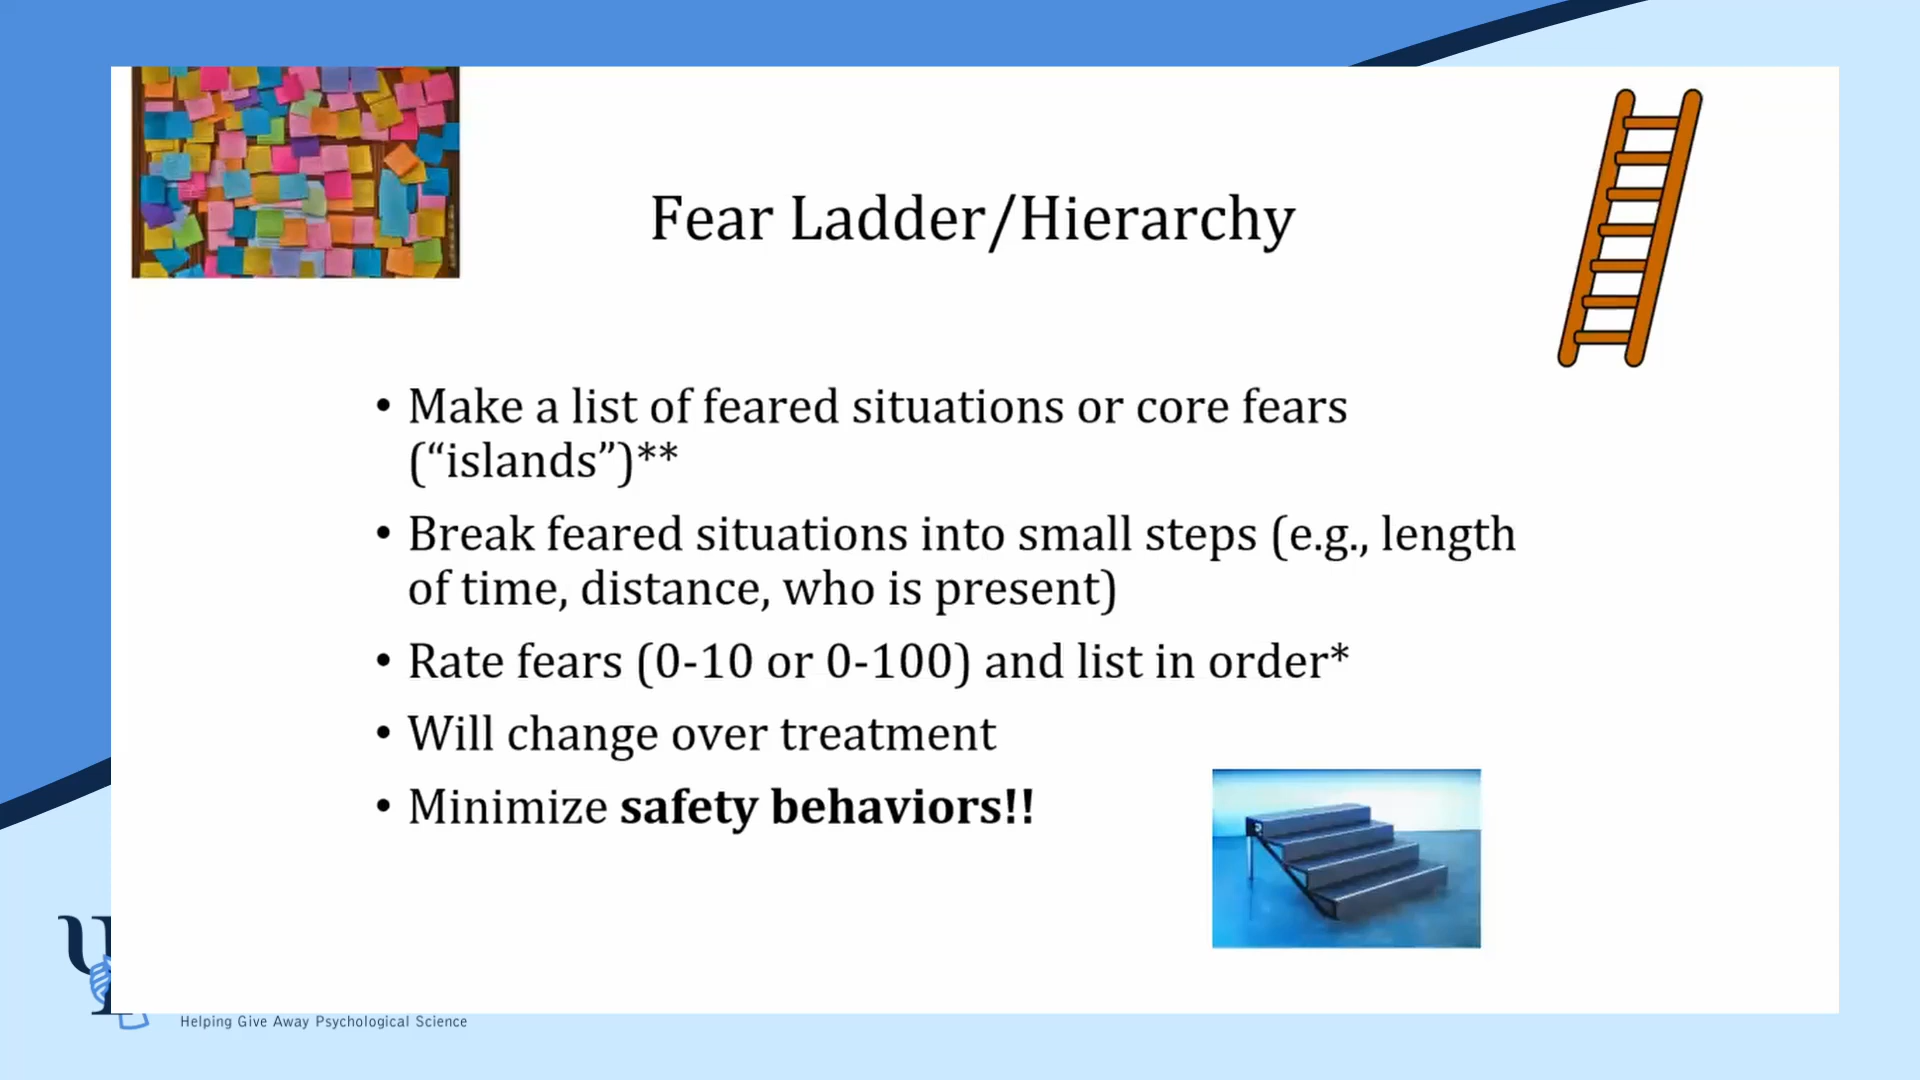 Fear Ladder/Hierarchy
• Make a list of feared situations or core fears
(“islands”)**
• Break feared situations into small steps (e.g., length
of time, distance, who is present)
• Rate fears (0-10 or 0-100) and list in order*
• Will change over treatment
• Minimize safety behaviors!!
Helping Give Away Psychological Science